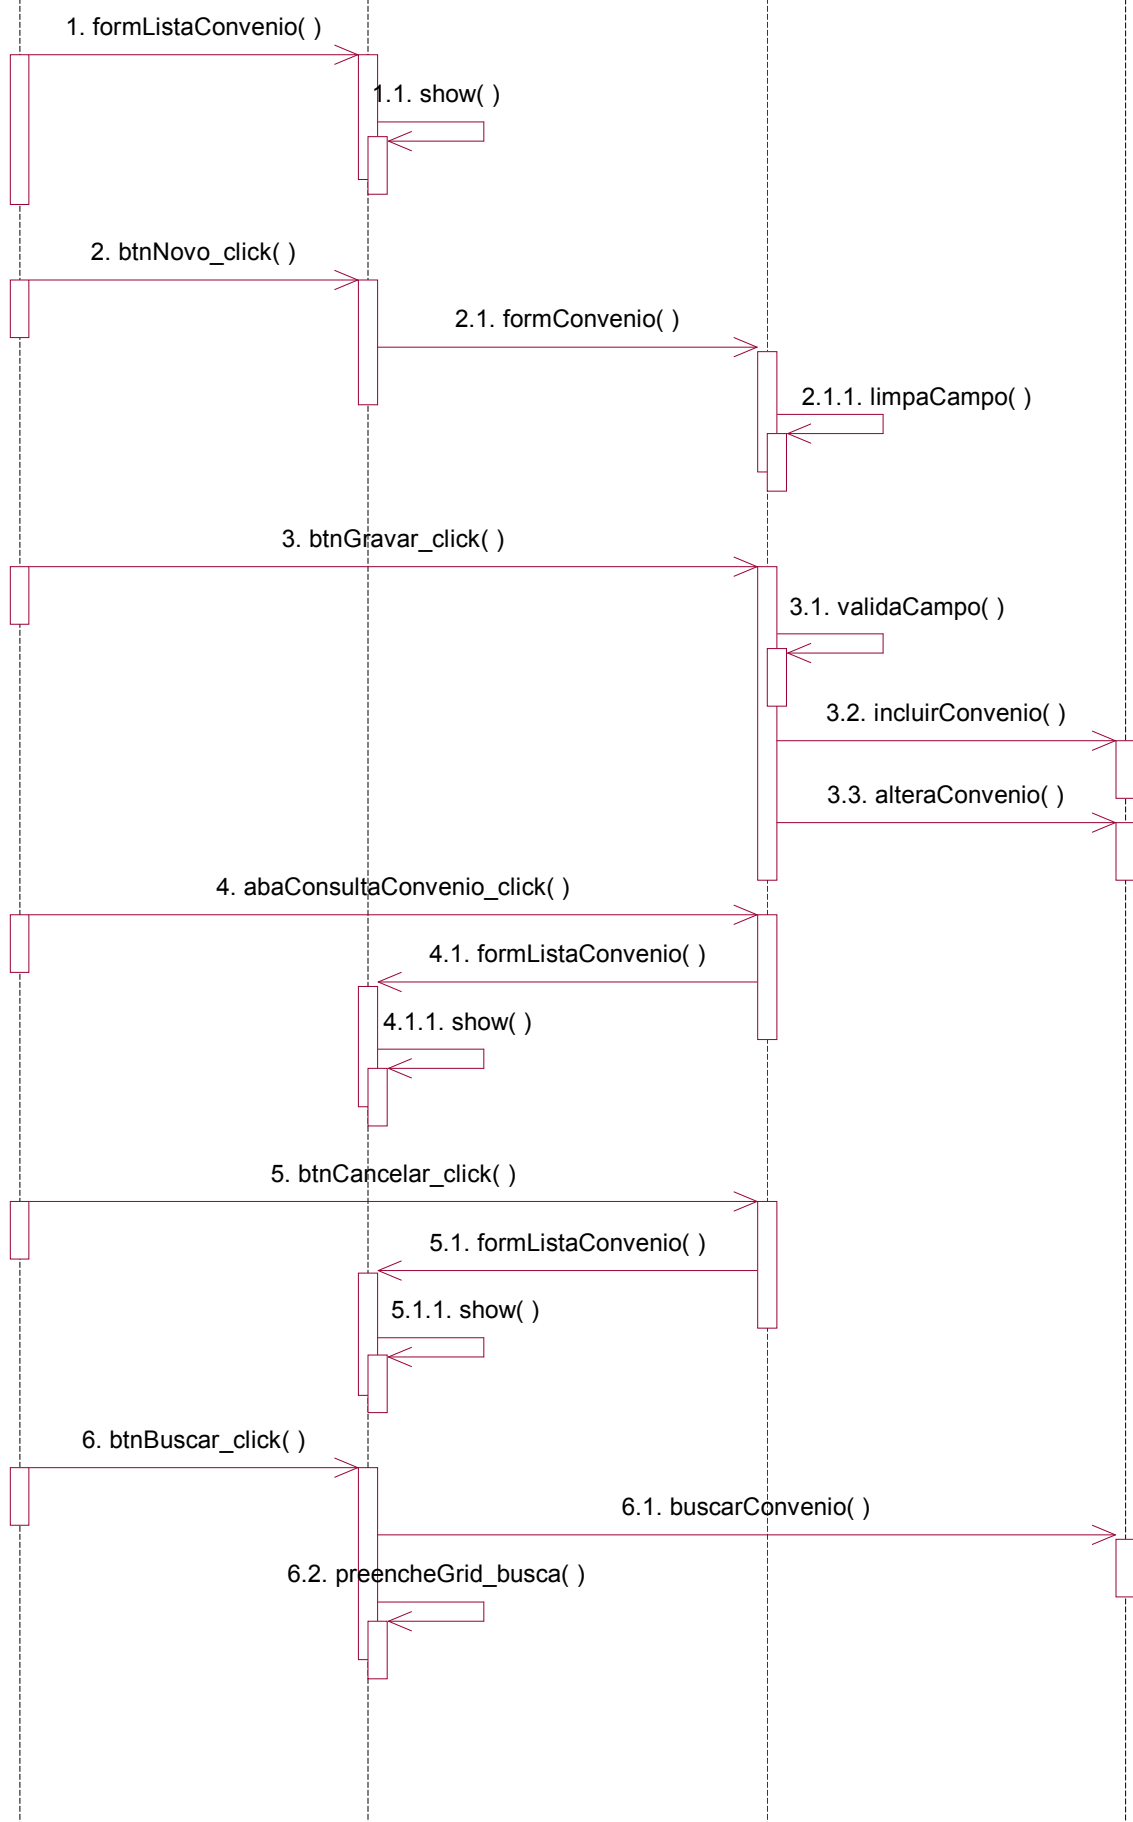 1. formListaConvenio( )
1.1. show( )
2. btnNovo_click( )
2.1. formConvenio( )
2.1.1. limpaCampo( )
3. btnGravar_click( )
3.1. validaCampo( )
3.2. incluirConvenio( )
3.3. alteraConvenio( )
4. abaConsultaConvenio_click( )
4.1. formListaConvenio( )
4.1.1. show( )
5. btnCancelar_click( )
5.1. formListaConvenio( )
5.1.1. show( )
6. btnBuscar_click( )
6.1. buscarConvenio( )
6.2. preencheGrid_busca( )